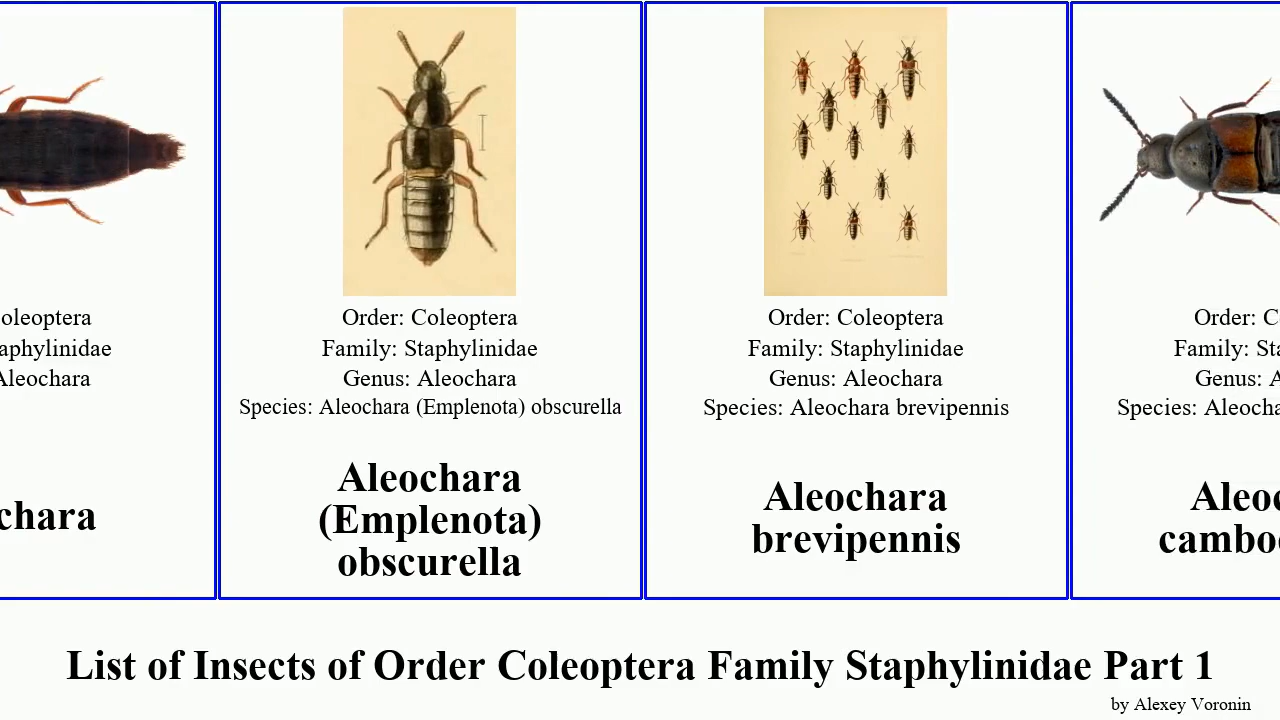 oleoptera
aphylinidae
Aleochara
chara
Order: Coleoptera
Family: Staphylinidae
Genus: Aleochara
Species: Aleochara (Emplenota) obscurella
Aleochara
(Emplenota)
obscurella
Order: Coleoptera
Family: Staphylinidae
Genus: Aleochara
Species: Aleochara brevipennis
Aleochara
brevipennis
Order: C
Family: Sta
Genus: A
Species: Aleocha
Aleoc
camboc
List of Insects of Order Coleoptera Family Staphylinidae Part 1
by Alexey Voronin